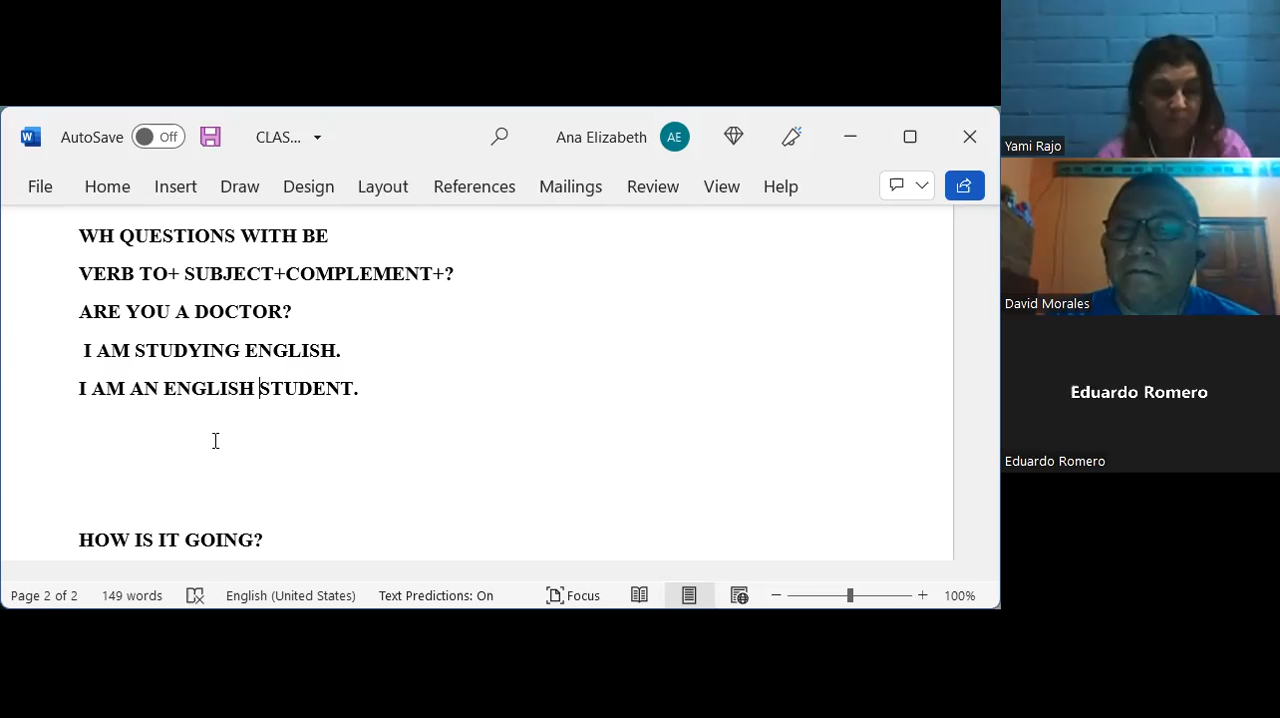 AutoSave Off CLAS... Ana Elizabeth AE
File Home Insert Draw Design Layout References Mailings Review View Help
WH QUESTIONS WITH BE
VERB TO+ SUBJECT+COMPLEMENT+?
ARE YOU A DOCTOR?
I AM STUDYING ENGLISH.
I AM AN ENGLISH STUDENT.
HOW IS IT GOING?
Page 2 of 2 149 words English (United States) Text Predictions: On Focus 100%
Yami Rajo
David Morales
Eduardo Romero
Eduardo Romero